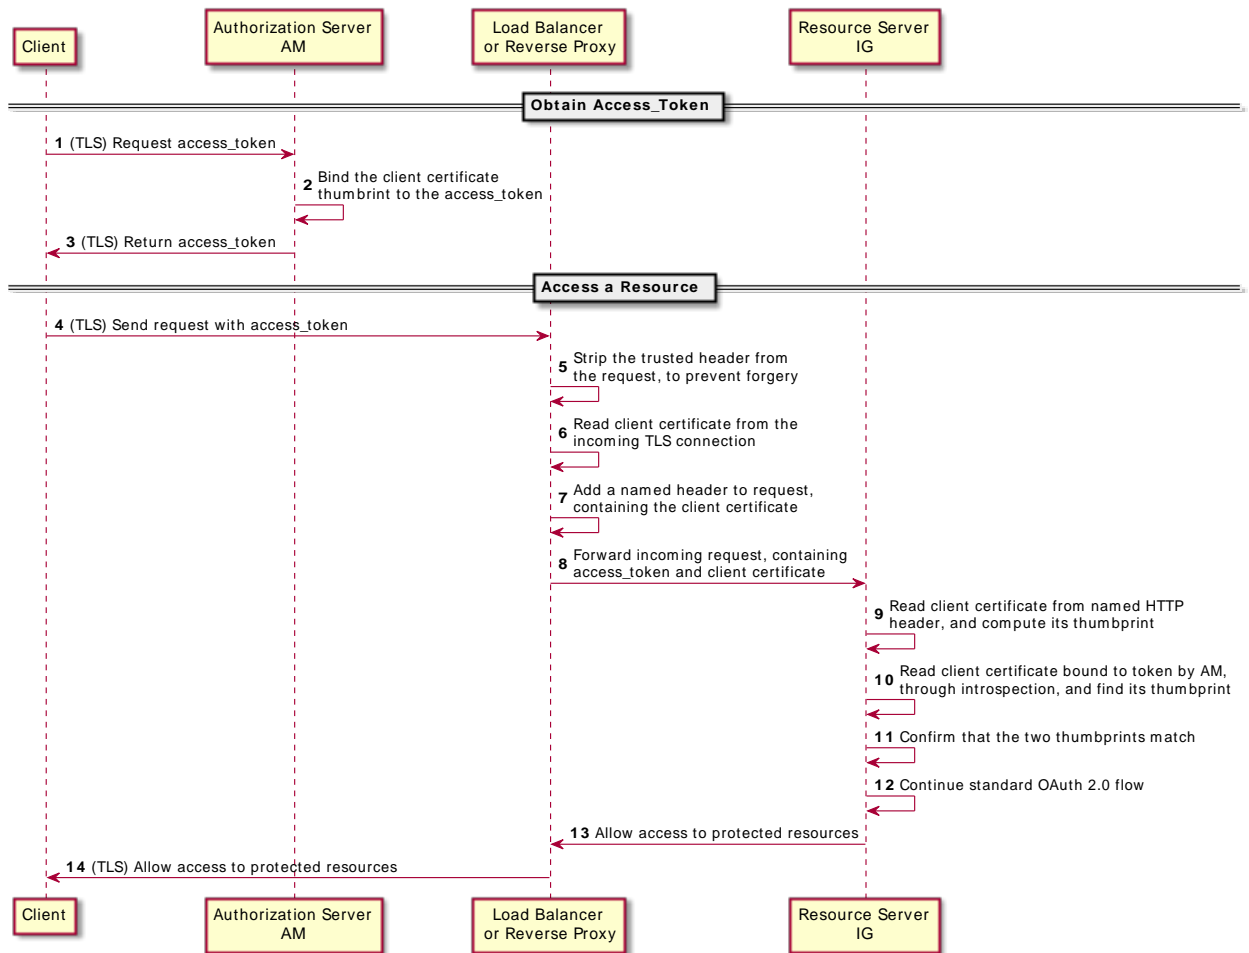 Client
Authorization Server
AM
Load Balancer
or Reverse Proxy
Resource Server
IG
Obtain Access_Token
1 (TLS) Request access_token
2 Bind the client certificate
thumbrint to the access_token
3 (TLS) Return access_token
Access a Resource
4 (TLS) Send request with access_token
5 Strip the trusted header from
the request, to prevent forgery
6 Read client certificate from the
incoming TLS connection
7 Add a named header to request,
containing the client certificate
8 Forward incoming request, containing
access_token and client certificate
9 Read client certificate from named HTTP
header, and compute its thumbprint
10 Read client certificate bound to token by AM,
through introspection, and find its thumbprint
11 Confirm that the two thumbprints match
12 Continue standard OAuth 2.0 flow
13 Allow access to protected resources
14 (TLS) Allow access to protected resources
Client
Authorization Server
AM
Load Balancer
or Reverse Proxy
Resource Server
IG